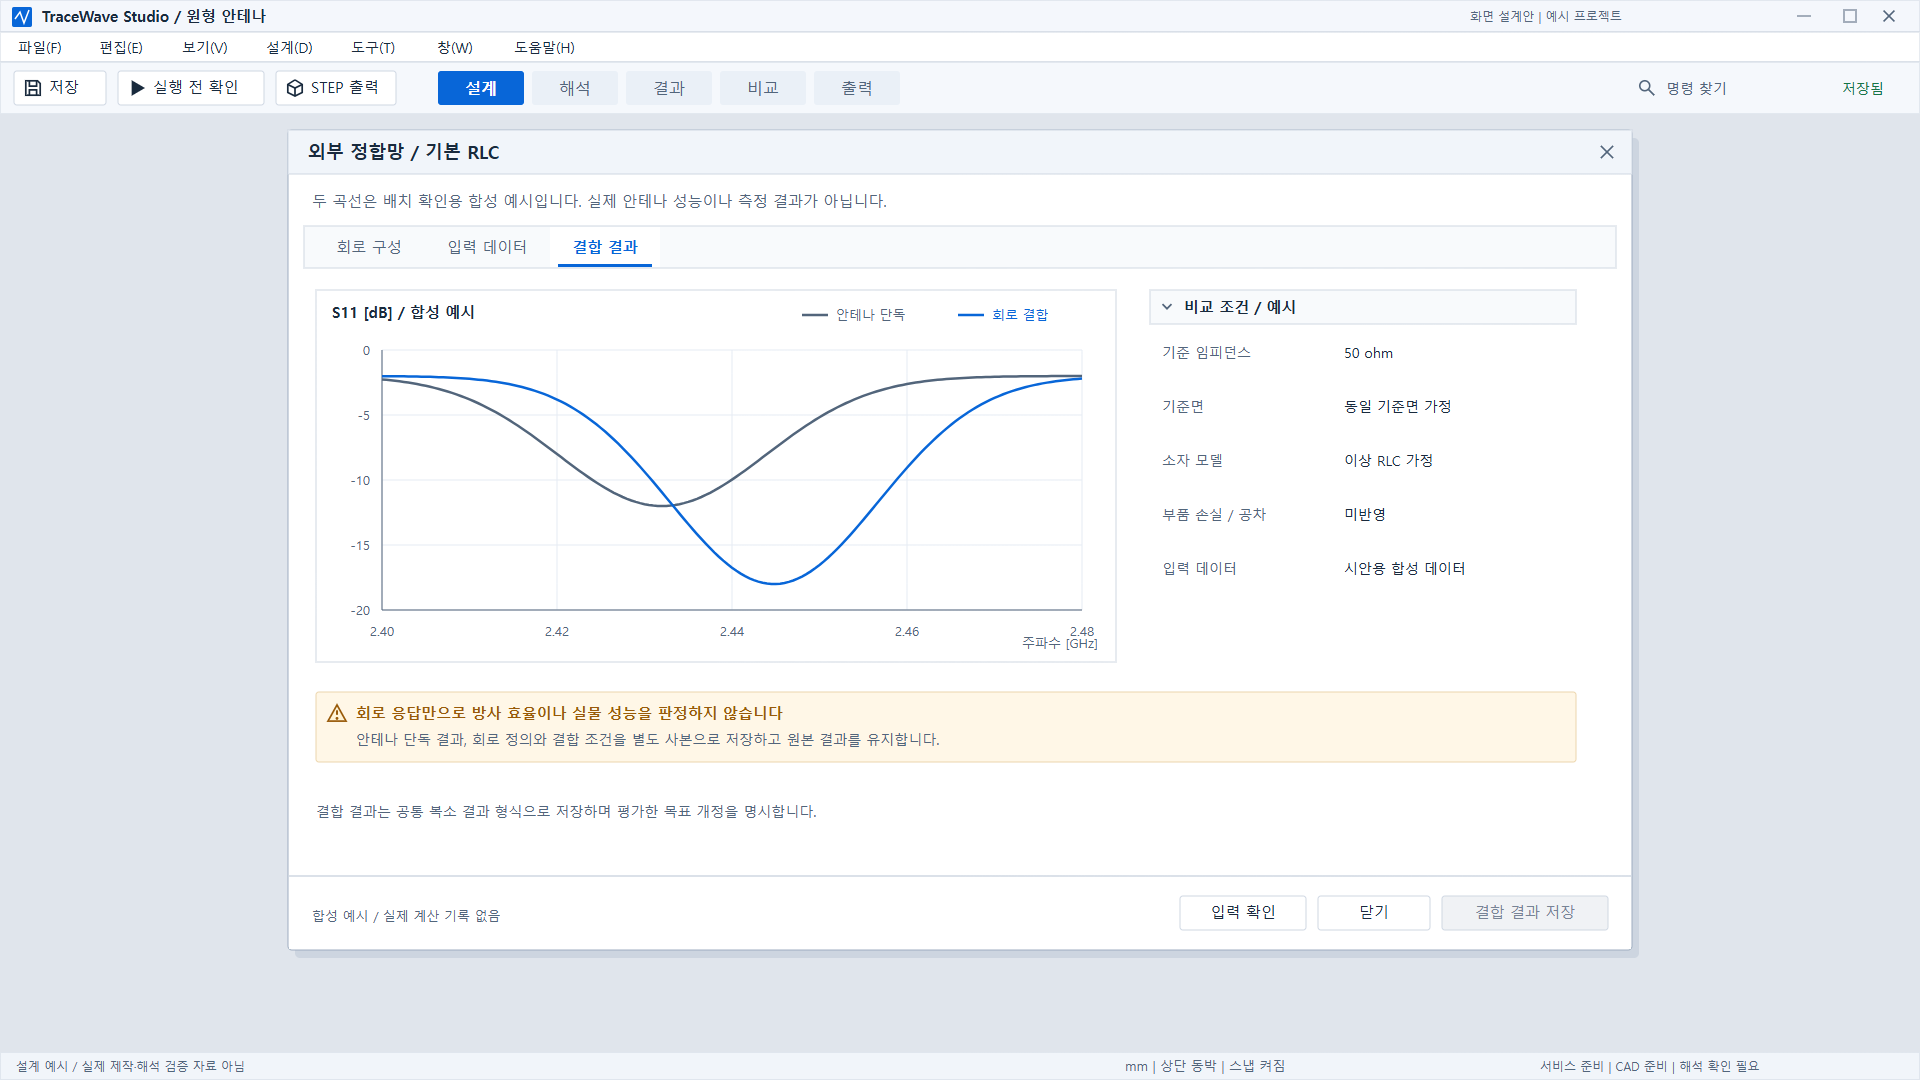 TraceWave Studio / 원형 안테나
화면 설계안 | 예시 프로젝트
파일(F) 편집(E) 보기(V) 설계(D) 도구(T) 창(W) 도움말(H)
저장 실행 전 확인 STEP 출력 설계 해석 결과 비교 출력 명령 찾기 저장됨
외부 정합망 / 기본 RLC
두 곡선은 배치 확인용 합성 예시입니다. 실제 안테나 성능이나 측정 결과가 아닙니다.
회로 구성 입력 데이터 결합 결과
S11 [dB] / 합성 예시
안테나 단독 회로 결합
0
-5
-10
-15
-20
2.40 2.42 2.44 2.46 2.48
주파수 [GHz]
비교 조건 / 예시
기준 임피던스 50 ohm
기준면 동일 기준면 가정
소자 모델 이상 RLC 가정
부품 손실 / 공차 미반영
입력 데이터 시안용 합성 데이터
회로 응답만으로 방사 효율이나 실물 성능을 판정하지 않습니다
안테나 단독 결과, 회로 정의와 결합 조건을 별도 사본으로 저장하고 원본 결과를 유지합니다.
결합 결과는 공통 복소 결과 형식으로 저장하며 평가한 목표 개정을 명시합니다.
합성 예시 / 실제 계산 기록 없음
입력 확인 닫기 결합 결과 저장
설계 예시 / 실제 제작·해석 검증 자료 아님
mm | 상단 동박 | 스냅 켜짐
서비스 준비 | CAD 준비 | 해석 확인 필요